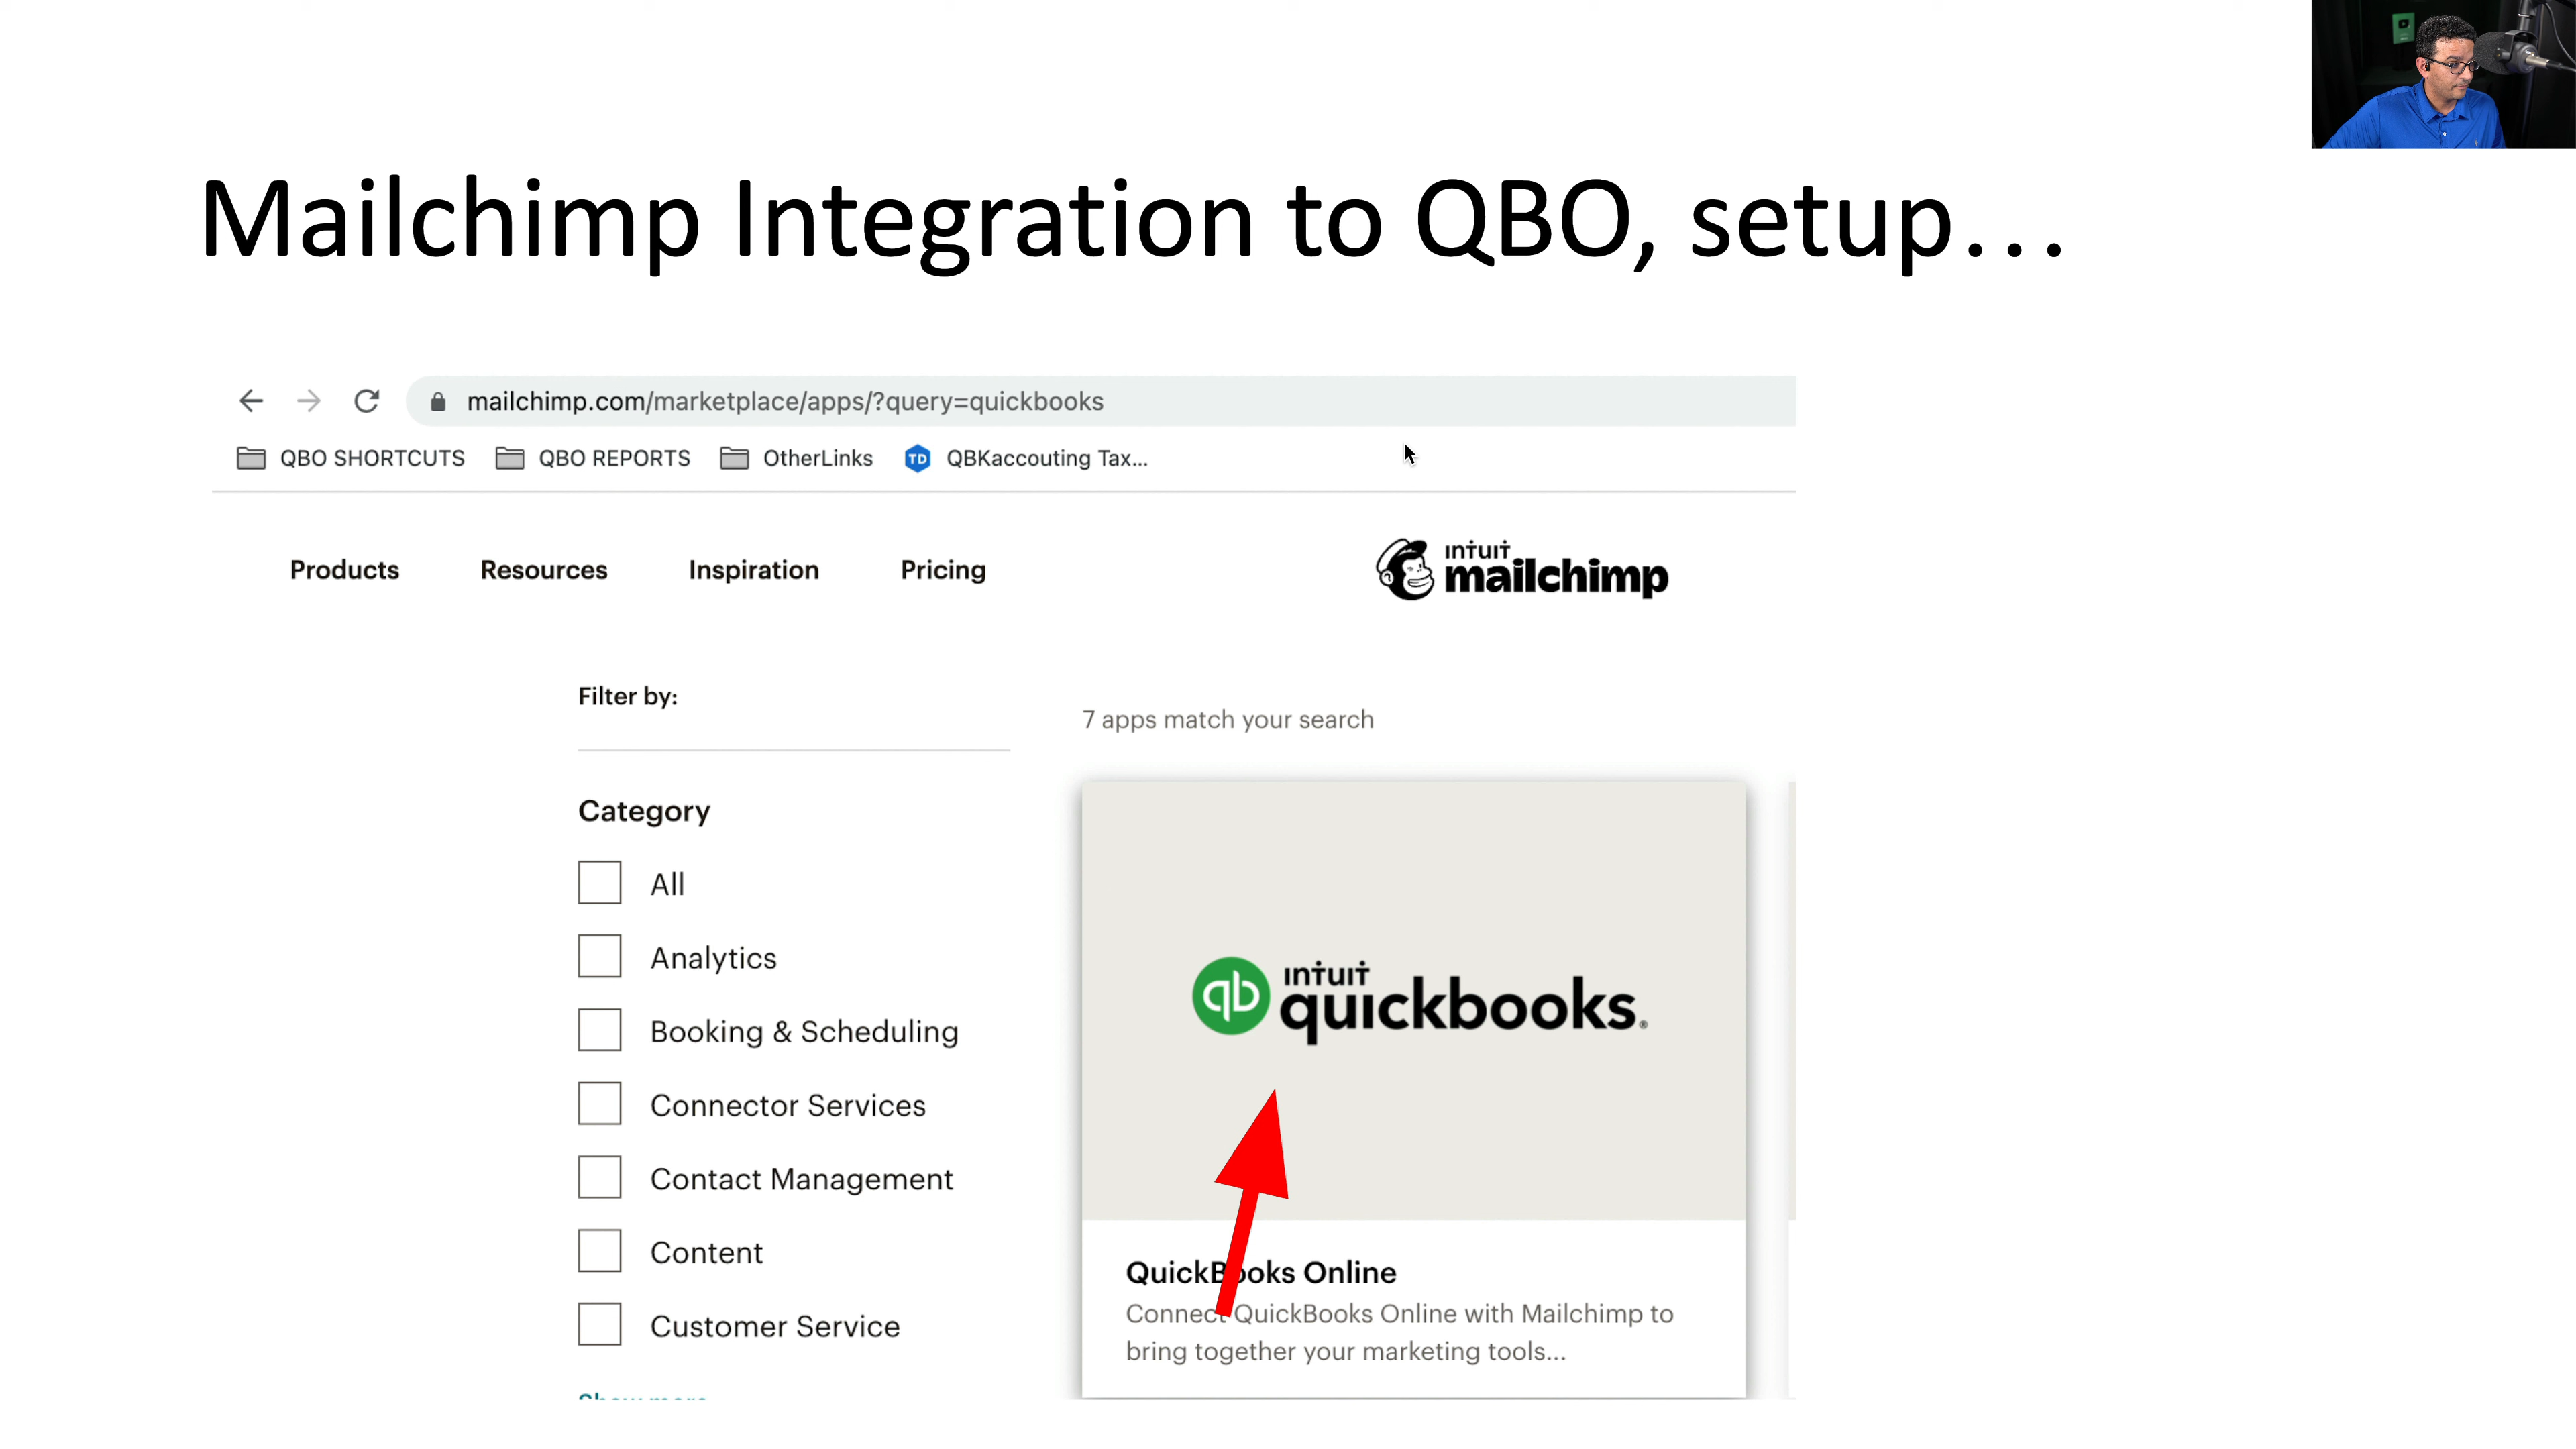 Mailchimp Integration to QBO, setup...
mailchimp.com/marketplace/apps/?query=quickbooks
QBO SHORTCUTS QBO REPORTS OtherLinks TD QBKaccouting Tax...
Products Resources Inspiration Pricing
intuit
mailchimp
Filter by:
7 apps match your search
Category
All
Analytics
Booking & Scheduling
Connector Services
Contact Management
Content
Customer Service
Show more
qb intuit
quickbooks.
QuickBooks Online
Connect QuickBooks Online with Mailchimp to
bring together your marketing tools...